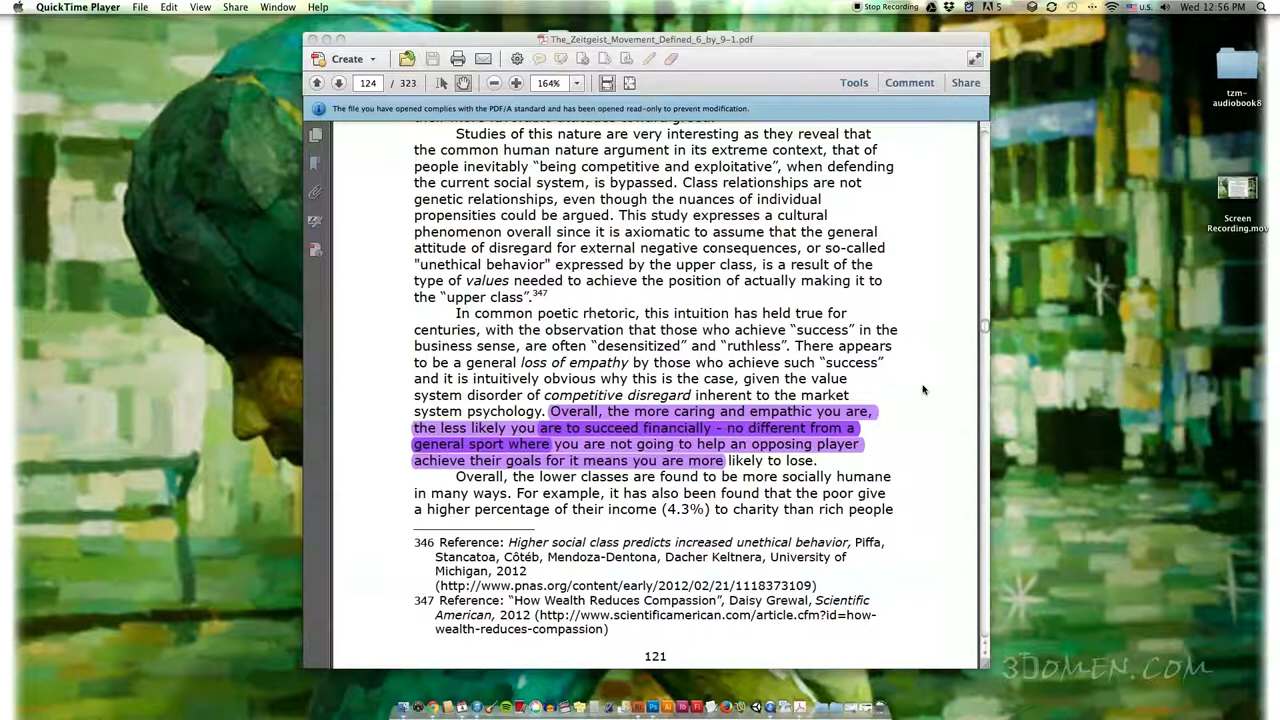 QuickTime Player File Edit View Share Window Help
Stop Recording
5
U.S.
Wed 12:56 PM
The_Zeitgeist_Movement_Defined_6_by_9-1.pdf
Create
124 / 323
164%
Tools Comment Share
The file you have opened complies with the PDF/A standard and has been opened read-only to prevent modification.
Studies of this nature are very interesting as they reveal that
the common human nature argument in its extreme context, that of
people inevitably “being competitive and exploitative”, when defending
the current social system, is bypassed. Class relationships are not
genetic relationships, even though the nuances of individual
propensities could be argued. This study expresses a cultural
phenomenon overall since it is axiomatic to assume that the general
attitude of disregard for external negative consequences, or so-called
"unethical behavior" expressed by the upper class, is a result of the
type of values needed to achieve the position of actually making it to
the “upper class”.347
In common poetic rhetoric, this intuition has held true for
centuries, with the observation that those who achieve “success” in the
business sense, are often “desensitized” and “ruthless”. There appears
to be a general loss of empathy by those who achieve such “success”
and it is intuitively obvious why this is the case, given the value
system disorder of competitive disregard inherent to the market
system psychology. Overall, the more caring and empathic you are,
the less likely you are to succeed financially - no different from a
general sport where you are not going to help an opposing player
achieve their goals for it means you are more likely to lose.
Overall, the lower classes are found to be more socially humane
in many ways. For example, it has also been found that the poor give
a higher percentage of their income (4.3%) to charity than rich people
346 Reference: Higher social class predicts increased unethical behavior, Piffa,
Stancatoa, Côtéb, Mendoza-Dentona, Dacher Keltnera, University of
Michigan, 2012
(http://www.pnas.org/content/early/2012/02/21/1118373109)
347 Reference: “How Wealth Reduces Compassion”, Daisy Grewal, Scientific
American, 2012 (http://www.scientificamerican.com/article.cfm?id=how-
wealth-reduces-compassion)
121
tzm-
audiobook8
Screen
Recording.mov
3DOMEN.COM